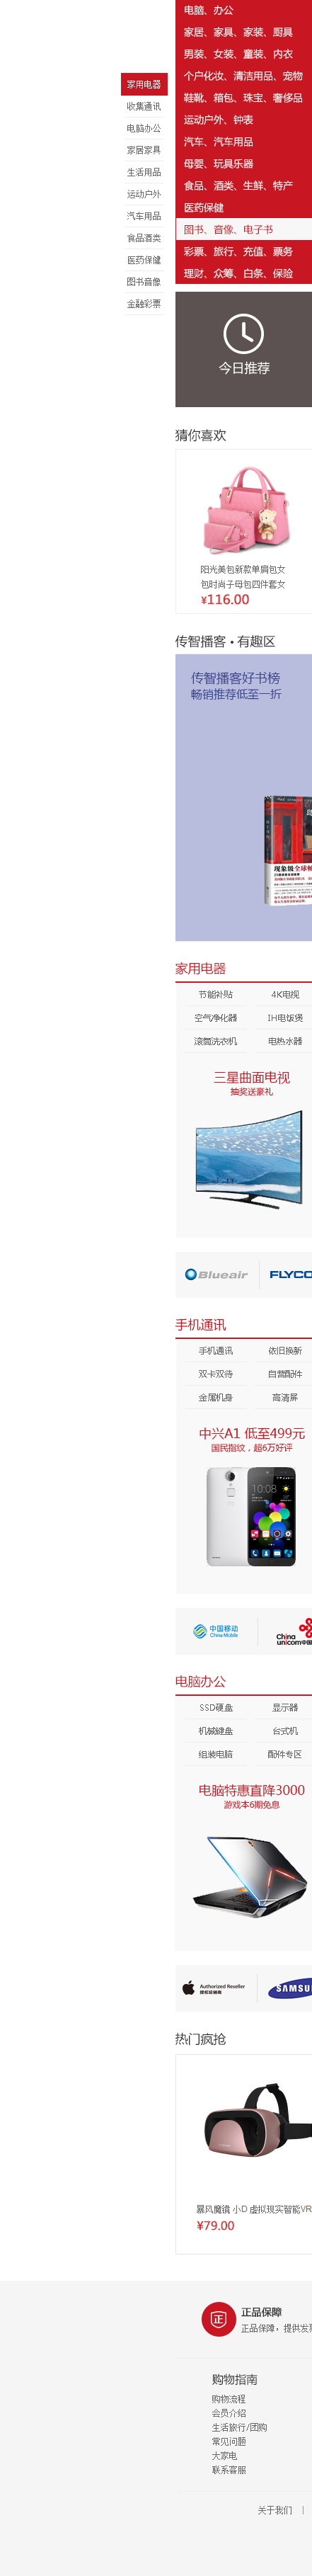 电脑、办公
家居、家具、家装、厨具
男装、女装、童装、内衣
个户化妆、清洁用品、宠物
鞋靴、箱包、珠宝、奢侈品
运动户外、钟表
汽车、汽车用品
母婴、玩具乐器
食品、酒类、生鲜、特产
医药保健
图书、音像、电子书
彩票、旅行、充值、票务
理财、众筹、白条、保险
家用电器
收集通讯
电脑办公
家居家具
生活用品
运动户外
汽车用品
食品酒类
医药保健
图书音像
金融彩票
今日推荐
猜你喜欢
阳光美包新款单肩包女
包时尚子母包四件套女
¥116.00
传智播客·有趣区
传智播客好书榜
畅销推荐低至一折
现象级全球畅
家用电器
节能补贴 4K电视
空气净化器 IH电饭煲
滚筒洗衣机 电热水器
三星曲面电视
抽奖送豪礼
Blueair FLYCO
手机通讯
手机通讯 依旧换新
双卡双待 自营配件
金属机身 高清屏
中兴A1 低至499元
国民指纹，超6万好评
10:08
中国移动
China Mobile
China
unicom中国
电脑办公
SSD硬盘 显示器
机械键盘 台式机
组装电脑 配件专区
电脑特惠直降3000
游戏本6期免息
Authorized Reseller
授权经销商
SAMSU
热门疯抢
暴风魔镜 小D 虚拟现实智能VR
¥79.00
正
正品保障
正品保障，提供发票
购物指南
购物流程
会员介绍
生活旅行/团购
常见问题
大家电
联系客服
关于我们 |